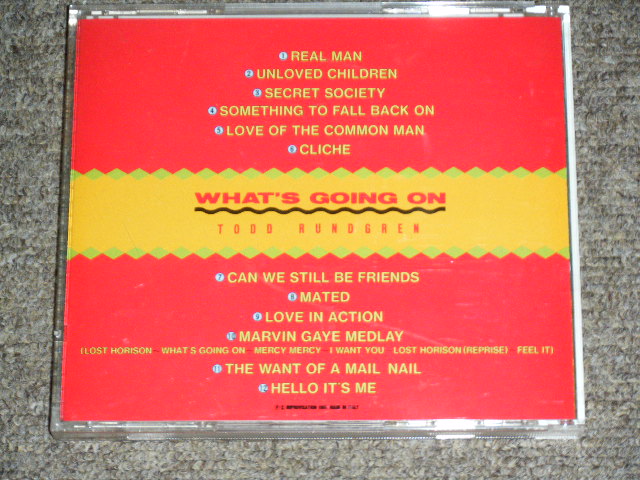 1 REAL MAN
2 UNLOVED CHILDREN
3 SECRET SOCIETY
4 SOMETHING TO FALL BACK ON
5 LOVE OF THE COMMON MAN
6 CLICHE
WHAT'S GOING ON
TODD RUNDGREN
7 CAN WE STILL BE FRIENDS
8 MATED
9 LOVE IN ACTION
10 MARVIN GAYE MEDLAY
(LOST HORISON WHAT S GOING ON MERCY MERCY I WANT YOU LOST HORISON (REPRISE) FEEL IT)
11 THE WANT OF A MAIL NAIL
12 HELLO IT'S ME